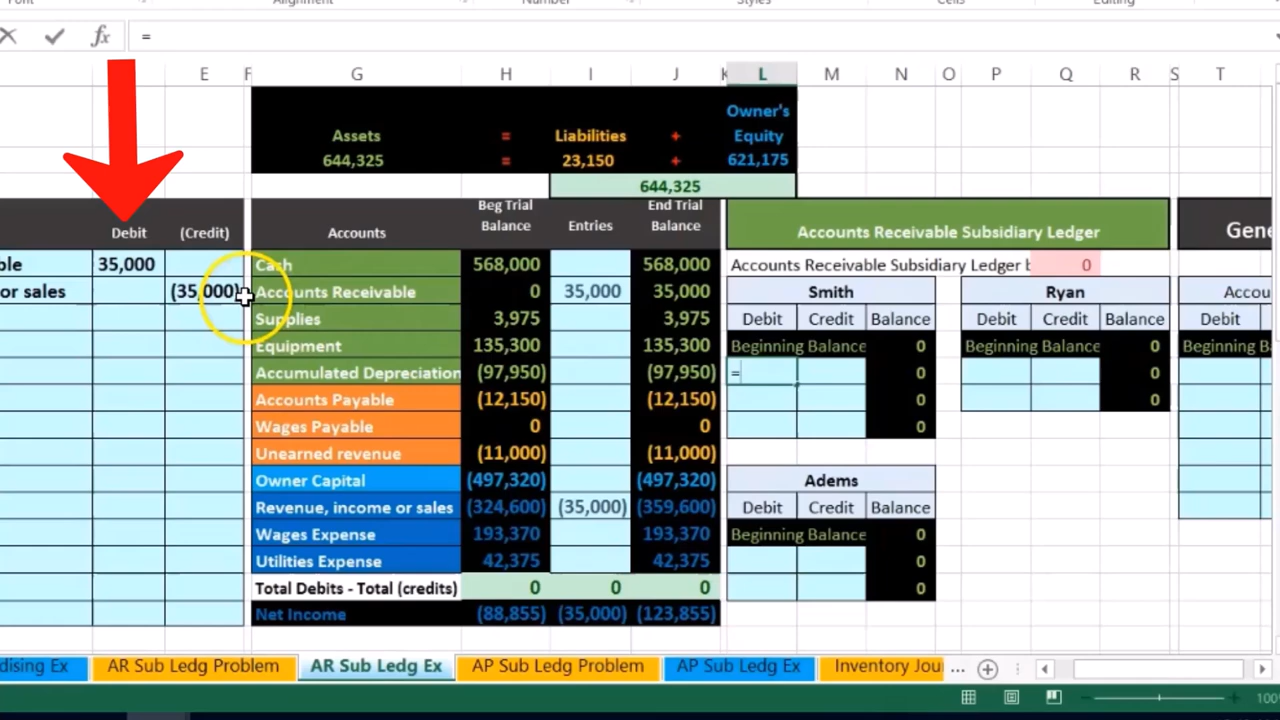 Font Alignment Number Styles Cells Editing
fx =
E F G H I J K L M N O P Q R S T
Owner's
Assets = Liabilities + Equity
644,325 = 23,150 + 621,175
644,325
Debit (Credit) Accounts Beg Trial Balance Entries End Trial Balance Accounts Receivable Subsidiary Ledger Gene
ble 35,000 Cash 568,000 568,000 Accounts Receivable Subsidiary Ledger b 0
or sales (35,000) Accounts Receivable 0 35,000 35,000 Smith Ryan Accou
Supplies 3,975 3,975 Debit Credit Balance Debit Credit Balance Debit
Equipment 135,300 135,300 Beginning Balance 0 Beginning Balance 0 Beginning B
Accumulated Depreciation (97,950) (97,950) = 0 0
Accounts Payable (12,150) (12,150) 0 0
Wages Payable 0 0 0
Unearned revenue (11,000) (11,000)
Owner Capital (497,320) (497,320) Adems
Revenue, income or sales (324,600) (35,000) (359,600) Debit Credit Balance
Wages Expense 193,370 193,370 Beginning Balance 0
Utilities Expense 42,375 42,375 0
Total Debits - Total (credits) 0 0 0 0
Net Income (88,855) (35,000) (123,855)
dising Ex AR Sub Ledg Problem AR Sub Ledg Ex AP Sub Ledg Problem AP Sub Ledg Ex Inventory Jou ...
100